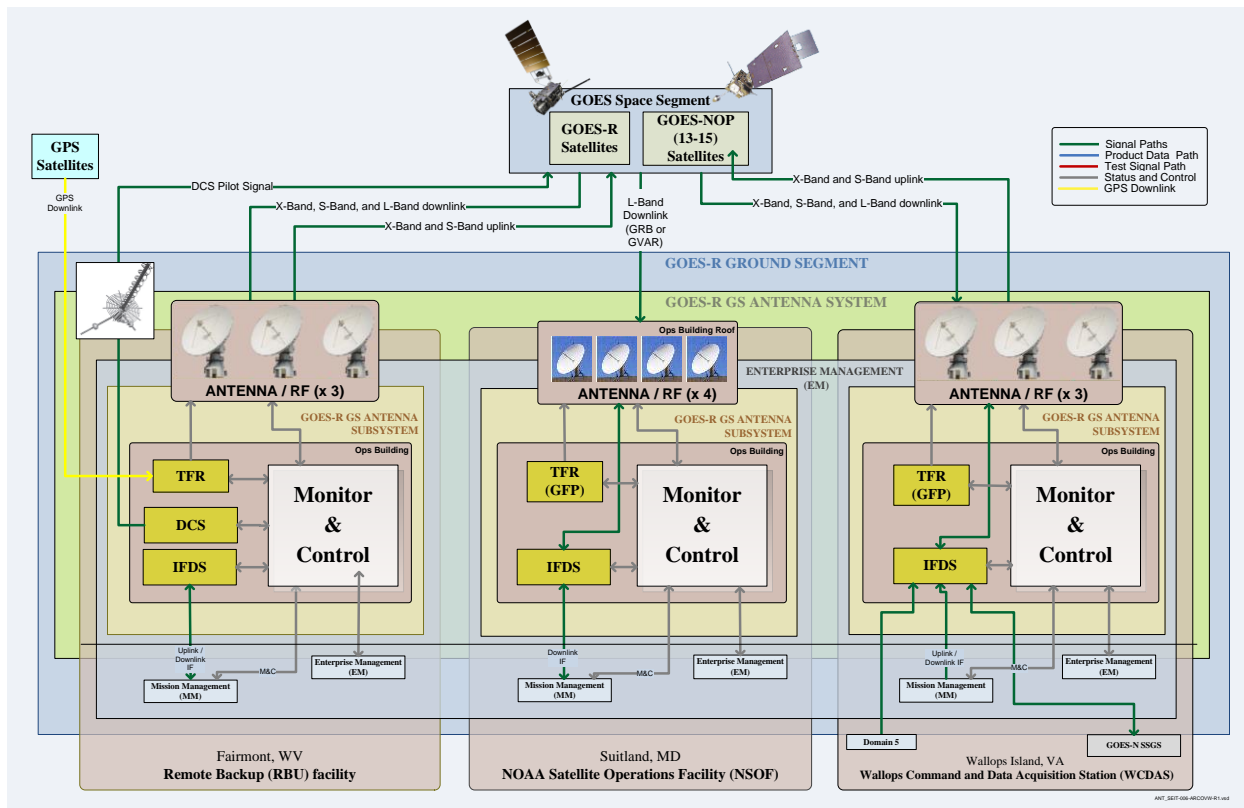 GOES Space Segment
GOES-R
Satellites
GOES-NOP
(13-15)
Satellites
GPS
Satellites
GPS
Downlink
DCS Pilot Signal
X-Band, S-Band, and L-Band downlink
X-Band and S-Band uplink
L-Band
Downlink
(GRB or
GVAR)
X-Band and S-Band uplink
X-Band, S-Band, and L-Band downlink
Signal Paths
Product Data Path
Test Signal Path
Status and Control
GPS Downlink
GOES-R GROUND SEGMENT
GOES-R GS ANTENNA SYSTEM
ENTERPRISE MANAGEMENT
(EM)
ANTENNA / RF (x 3)
GOES-R GS ANTENNA
SUBSYSTEM
Ops Building
TFR
DCS
IFDS
Monitor
&
Control
Uplink /
Downlink
IF
M&C
Mission Management
(MM)
Enterprise Management
(EM)
Fairmont, WV
Remote Backup (RBU) facility
Ops Building Roof
ANTENNA / RF (x 4)
GOES-R GS ANTENNA
SUBSYSTEM
Ops Building
TFR
(GFP)
IFDS
Monitor
&
Control
Downlink
IF
M&C
Mission Management
(MM)
Enterprise Management
(EM)
Suitland, MD
NOAA Satellite Operations Facility (NSOF)
ANTENNA / RF (x 3)
GOES-R GS ANTENNA
SUBSYSTEM
Ops Building
TFR
(GFP)
IFDS
Monitor
&
Control
Uplink /
Downlink IF
M&C
Mission Management
(MM)
Enterprise Management
(EM)
Domain 5
GOES-N SSGS
Wallops Island, VA
Wallops Command and Data Acquisition Station (WCDAS)
ANT_SEIT-006-ARCOVW-R1.vsd